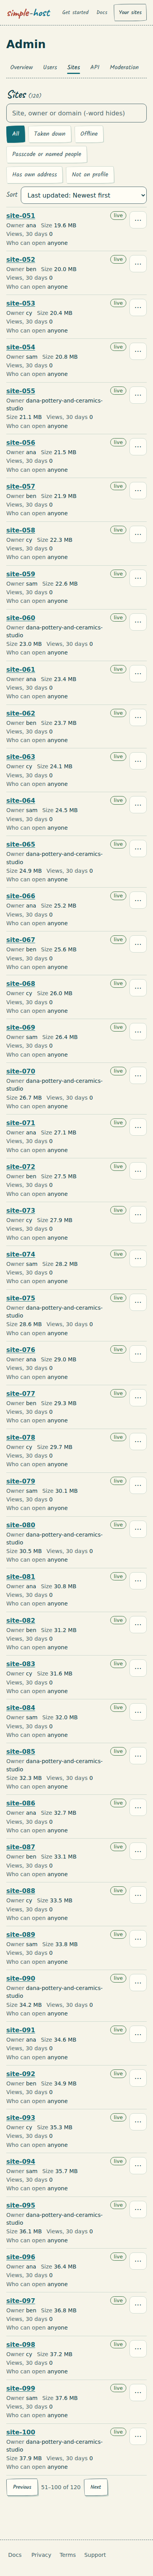 simple-host Get started Docs Your sites
Admin
Overview Users Sites API Moderation
Sites (120)
Site, owner or domain (-word hides)
All Taken down Offline
Passcode or named people
Has own address Not on profile
Sort Last updated: Newest first
site-051 live ...
Owner ana Size 19.6 MB
Views, 30 days 0
Who can open anyone
site-052 live ...
Owner ben Size 20.0 MB
Views, 30 days 0
Who can open anyone
site-053 live ...
Owner cy Size 20.4 MB
Views, 30 days 0
Who can open anyone
site-054 live ...
Owner sam Size 20.8 MB
Views, 30 days 0
Who can open anyone
site-055 live ...
Owner dana-pottery-and-ceramics-
studio
Size 21.1 MB Views, 30 days 0
Who can open anyone
site-056 live ...
Owner ana Size 21.5 MB
Views, 30 days 0
Who can open anyone
site-057 live ...
Owner ben Size 21.9 MB
Views, 30 days 0
Who can open anyone
site-058 live ...
Owner cy Size 22.3 MB
Views, 30 days 0
Who can open anyone
site-059 live ...
Owner sam Size 22.6 MB
Views, 30 days 0
Who can open anyone
site-060 live ...
Owner dana-pottery-and-ceramics-
studio
Size 23.0 MB Views, 30 days 0
Who can open anyone
site-061 live ...
Owner ana Size 23.4 MB
Views, 30 days 0
Who can open anyone
site-062 live ...
Owner ben Size 23.7 MB
Views, 30 days 0
Who can open anyone
site-063 live ...
Owner cy Size 24.1 MB
Views, 30 days 0
Who can open anyone
site-064 live ...
Owner sam Size 24.5 MB
Views, 30 days 0
Who can open anyone
site-065 live ...
Owner dana-pottery-and-ceramics-
studio
Size 24.9 MB Views, 30 days 0
Who can open anyone
site-066 live ...
Owner ana Size 25.2 MB
Views, 30 days 0
Who can open anyone
site-067 live ...
Owner ben Size 25.6 MB
Views, 30 days 0
Who can open anyone
site-068 live ...
Owner cy Size 26.0 MB
Views, 30 days 0
Who can open anyone
site-069 live ...
Owner sam Size 26.4 MB
Views, 30 days 0
Who can open anyone
site-070 live ...
Owner dana-pottery-and-ceramics-
studio
Size 26.7 MB Views, 30 days 0
Who can open anyone
site-071 live ...
Owner ana Size 27.1 MB
Views, 30 days 0
Who can open anyone
site-072 live ...
Owner ben Size 27.5 MB
Views, 30 days 0
Who can open anyone
site-073 live ...
Owner cy Size 27.9 MB
Views, 30 days 0
Who can open anyone
site-074 live ...
Owner sam Size 28.2 MB
Views, 30 days 0
Who can open anyone
site-075 live ...
Owner dana-pottery-and-ceramics-
studio
Size 28.6 MB Views, 30 days 0
Who can open anyone
site-076 live ...
Owner ana Size 29.0 MB
Views, 30 days 0
Who can open anyone
site-077 live ...
Owner ben Size 29.3 MB
Views, 30 days 0
Who can open anyone
site-078 live ...
Owner cy Size 29.7 MB
Views, 30 days 0
Who can open anyone
site-079 live ...
Owner sam Size 30.1 MB
Views, 30 days 0
Who can open anyone
site-080 live ...
Owner dana-pottery-and-ceramics-
studio
Size 30.5 MB Views, 30 days 0
Who can open anyone
site-081 live ...
Owner ana Size 30.8 MB
Views, 30 days 0
Who can open anyone
site-082 live ...
Owner ben Size 31.2 MB
Views, 30 days 0
Who can open anyone
site-083 live ...
Owner cy Size 31.6 MB
Views, 30 days 0
Who can open anyone
site-084 live ...
Owner sam Size 32.0 MB
Views, 30 days 0
Who can open anyone
site-085 live ...
Owner dana-pottery-and-ceramics-
studio
Size 32.3 MB Views, 30 days 0
Who can open anyone
site-086 live ...
Owner ana Size 32.7 MB
Views, 30 days 0
Who can open anyone
site-087 live ...
Owner ben Size 33.1 MB
Views, 30 days 0
Who can open anyone
site-088 live ...
Owner cy Size 33.5 MB
Views, 30 days 0
Who can open anyone
site-089 live ...
Owner sam Size 33.8 MB
Views, 30 days 0
Who can open anyone
site-090 live ...
Owner dana-pottery-and-ceramics-
studio
Size 34.2 MB Views, 30 days 0
Who can open anyone
site-091 live ...
Owner ana Size 34.6 MB
Views, 30 days 0
Who can open anyone
site-092 live ...
Owner ben Size 34.9 MB
Views, 30 days 0
Who can open anyone
site-093 live ...
Owner cy Size 35.3 MB
Views, 30 days 0
Who can open anyone
site-094 live ...
Owner sam Size 35.7 MB
Views, 30 days 0
Who can open anyone
site-095 live ...
Owner dana-pottery-and-ceramics-
studio
Size 36.1 MB Views, 30 days 0
Who can open anyone
site-096 live ...
Owner ana Size 36.4 MB
Views, 30 days 0
Who can open anyone
site-097 live ...
Owner ben Size 36.8 MB
Views, 30 days 0
Who can open anyone
site-098 live ...
Owner cy Size 37.2 MB
Views, 30 days 0
Who can open anyone
site-099 live ...
Owner sam Size 37.6 MB
Views, 30 days 0
Who can open anyone
site-100 live ...
Owner dana-pottery-and-ceramics-
studio
Size 37.9 MB Views, 30 days 0
Who can open anyone
Previous 51–100 of 120 Next
Docs Privacy Terms Support